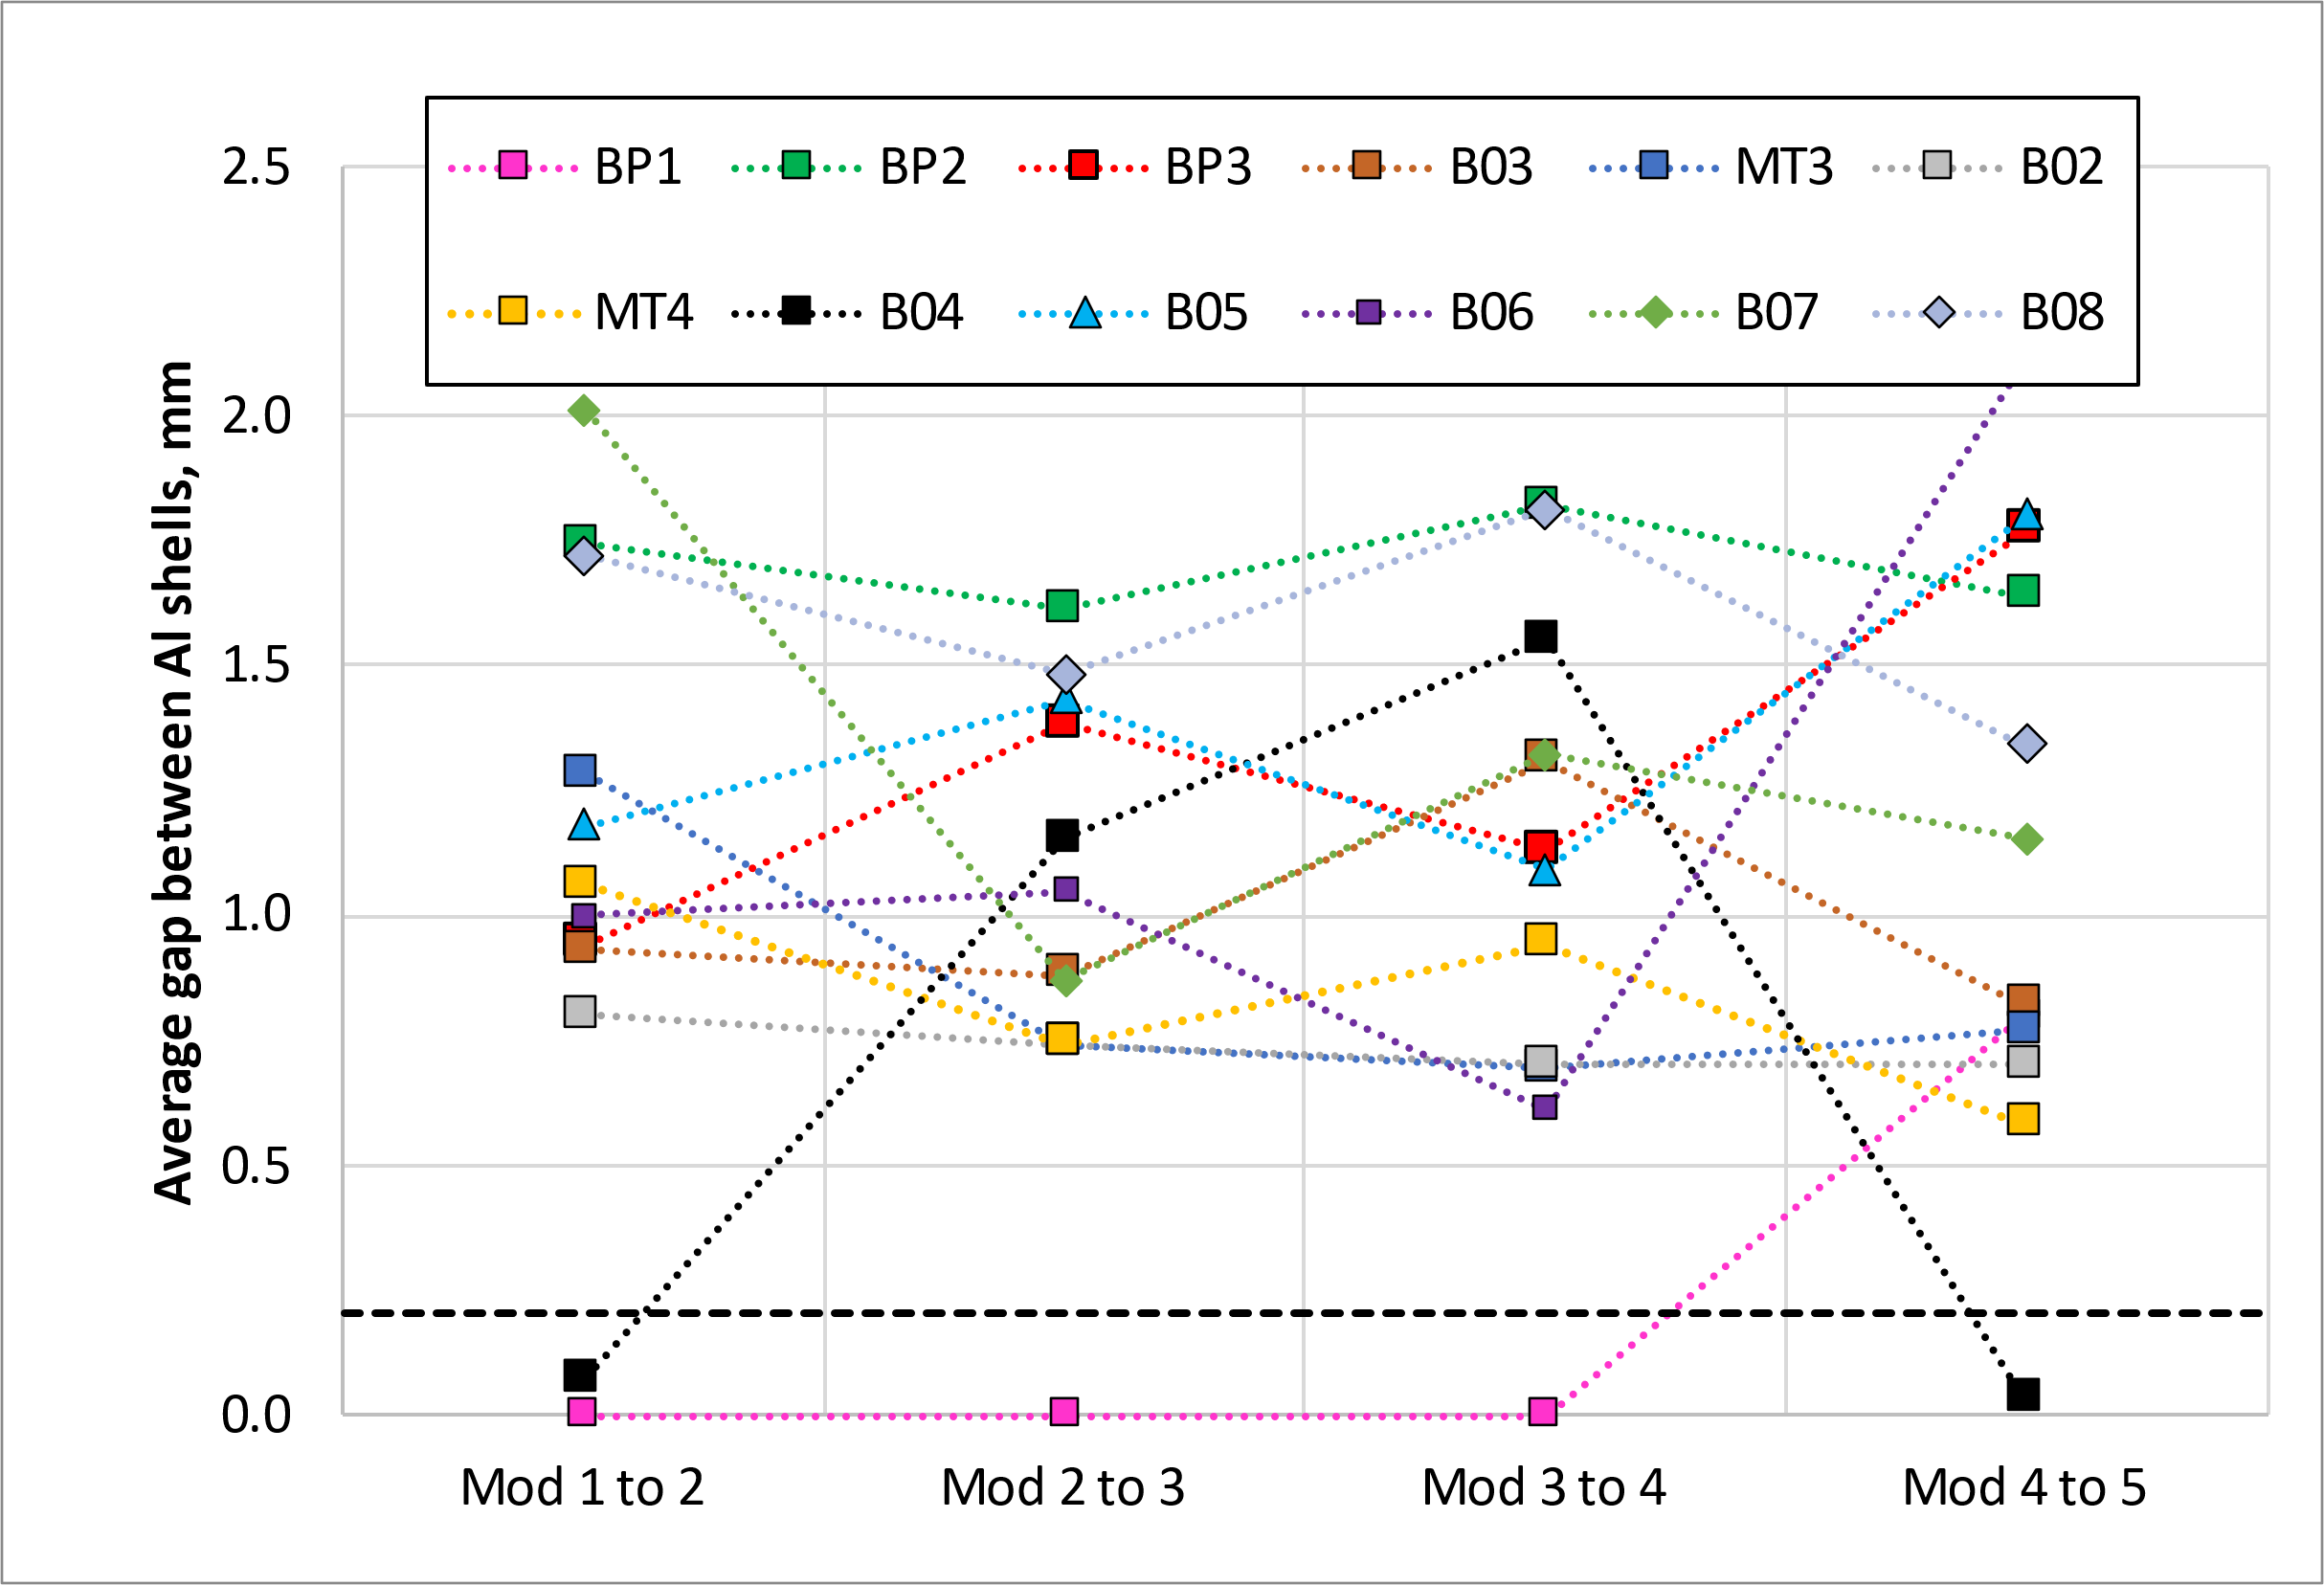 Average gap between Al shells, mm
2.5
2.0
1.5
1.0
0.5
0.0
BP1 BP2 BP3 B03 MT3 B02
MT4 B04 B05 B06 B07 B08
Mod 1 to 2 Mod 2 to 3 Mod 3 to 4 Mod 4 to 5